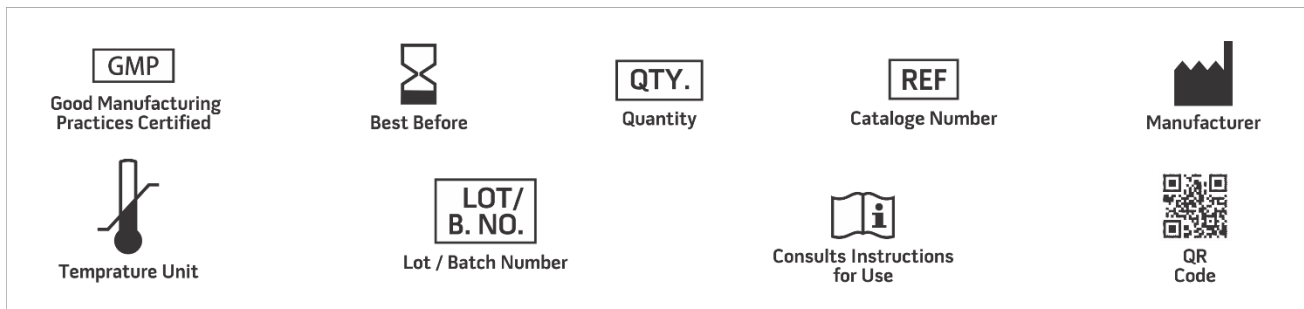 GMP
Good Manufacturing
Practices Certified
Best Before
QTY.
Quantity
REF
Cataloge Number
Manufacturer
Temprature Unit
LOT/
B. NO.
Lot / Batch Number
i
Consults Instructions
for Use
QR
Code